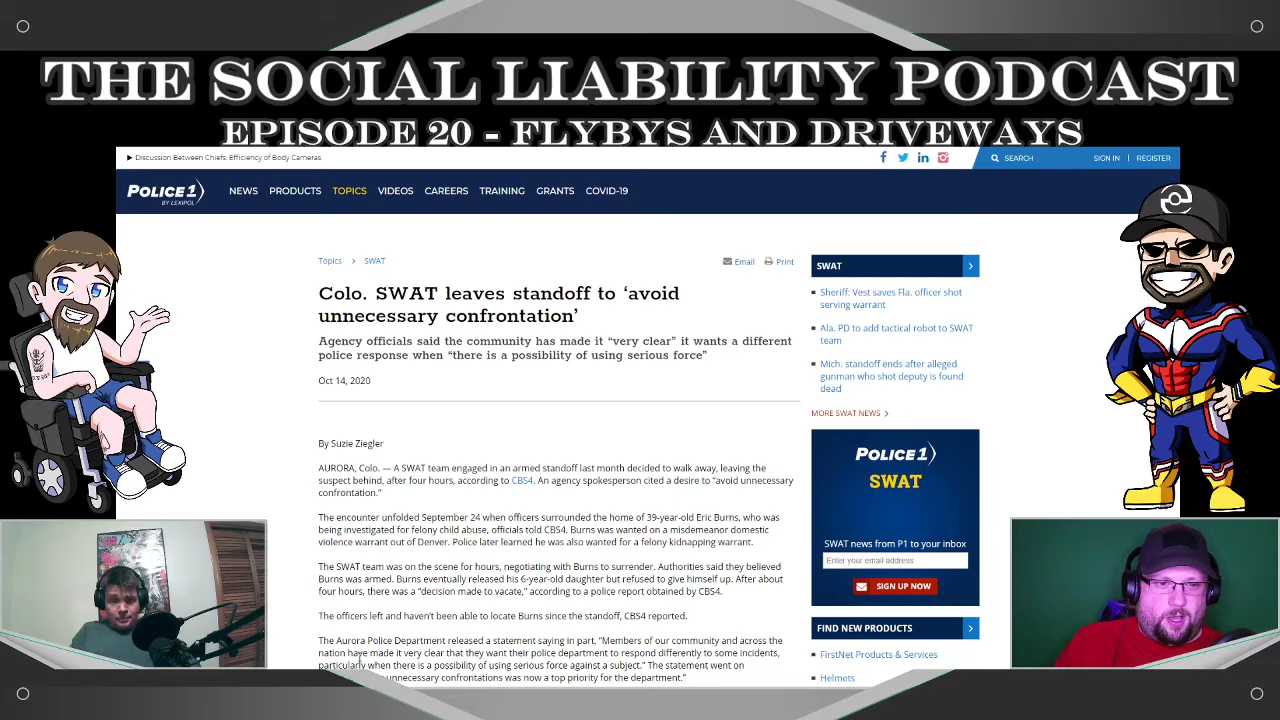 THE SOCIAL LIABILITY PODCAST
EPISODE 20 - FLYBYS AND DRIVEWAYS
Discussion Between Chiefs: Efficiency of Body Cameras
SEARCH
SIGN IN | REGISTER
POLICE1
BY LEXIPOL
NEWS PRODUCTS TOPICS VIDEOS CAREERS TRAINING GRANTS COVID-19
Topics > SWAT
Email Print
Colo. SWAT leaves standoff to ‘avoid
unnecessary confrontation’
Agency officials said the community has made it “very clear” it wants a different
police response when “there is a possibility of using serious force”
Oct 14, 2020
By Suzie Ziegler
AURORA, Colo. — A SWAT team engaged in an armed standoff last month decided to walk away, leaving the
suspect behind, after four hours, according to CBS4. An agency spokesperson cited a desire to “avoid unnecessary
confrontation.”
The encounter unfolded September 24 when officers surrounded the home of 39-year-old Eric Burns, who was
being investigated for felony child abuse, officials told CBS4. Burns was wanted on a misdemeanor domestic
violence warrant out of Denver. Police later learned he was also wanted for a felony kidnapping warrant.
The SWAT team was on the scene for hours, negotiating with Burns to surrender. Authorities said they believed
Burns was armed. Burns eventually released his 6-year-old daughter but refused to give himself up. After about
four hours, there was a “decision made to vacate,” according to a police report obtained by CBS4.
The officers left and haven’t been able to locate Burns since the standoff, CBS4 reported.
The Aurora Police Department released a statement saying in part, “Members of our community and across the
nation have made it very clear that they want their police department to respond differently to some incidents,
particularly when there is a possibility of using serious force against a subject.” The statement went on
unnecessary confrontations was now a top priority for the department.”
SWAT
Sheriff: Vest saves Fla. officer shot
serving warrant
Ala. PD to add tactical robot to SWAT
team
Mich. standoff ends after alleged
gunman who shot deputy is found
dead
MORE SWAT NEWS
POLICE1
SWAT
SWAT news from P1 to your inbox
Enter your email address
SIGN UP NOW
FIND NEW PRODUCTS
FirstNet Products & Services
Helmets